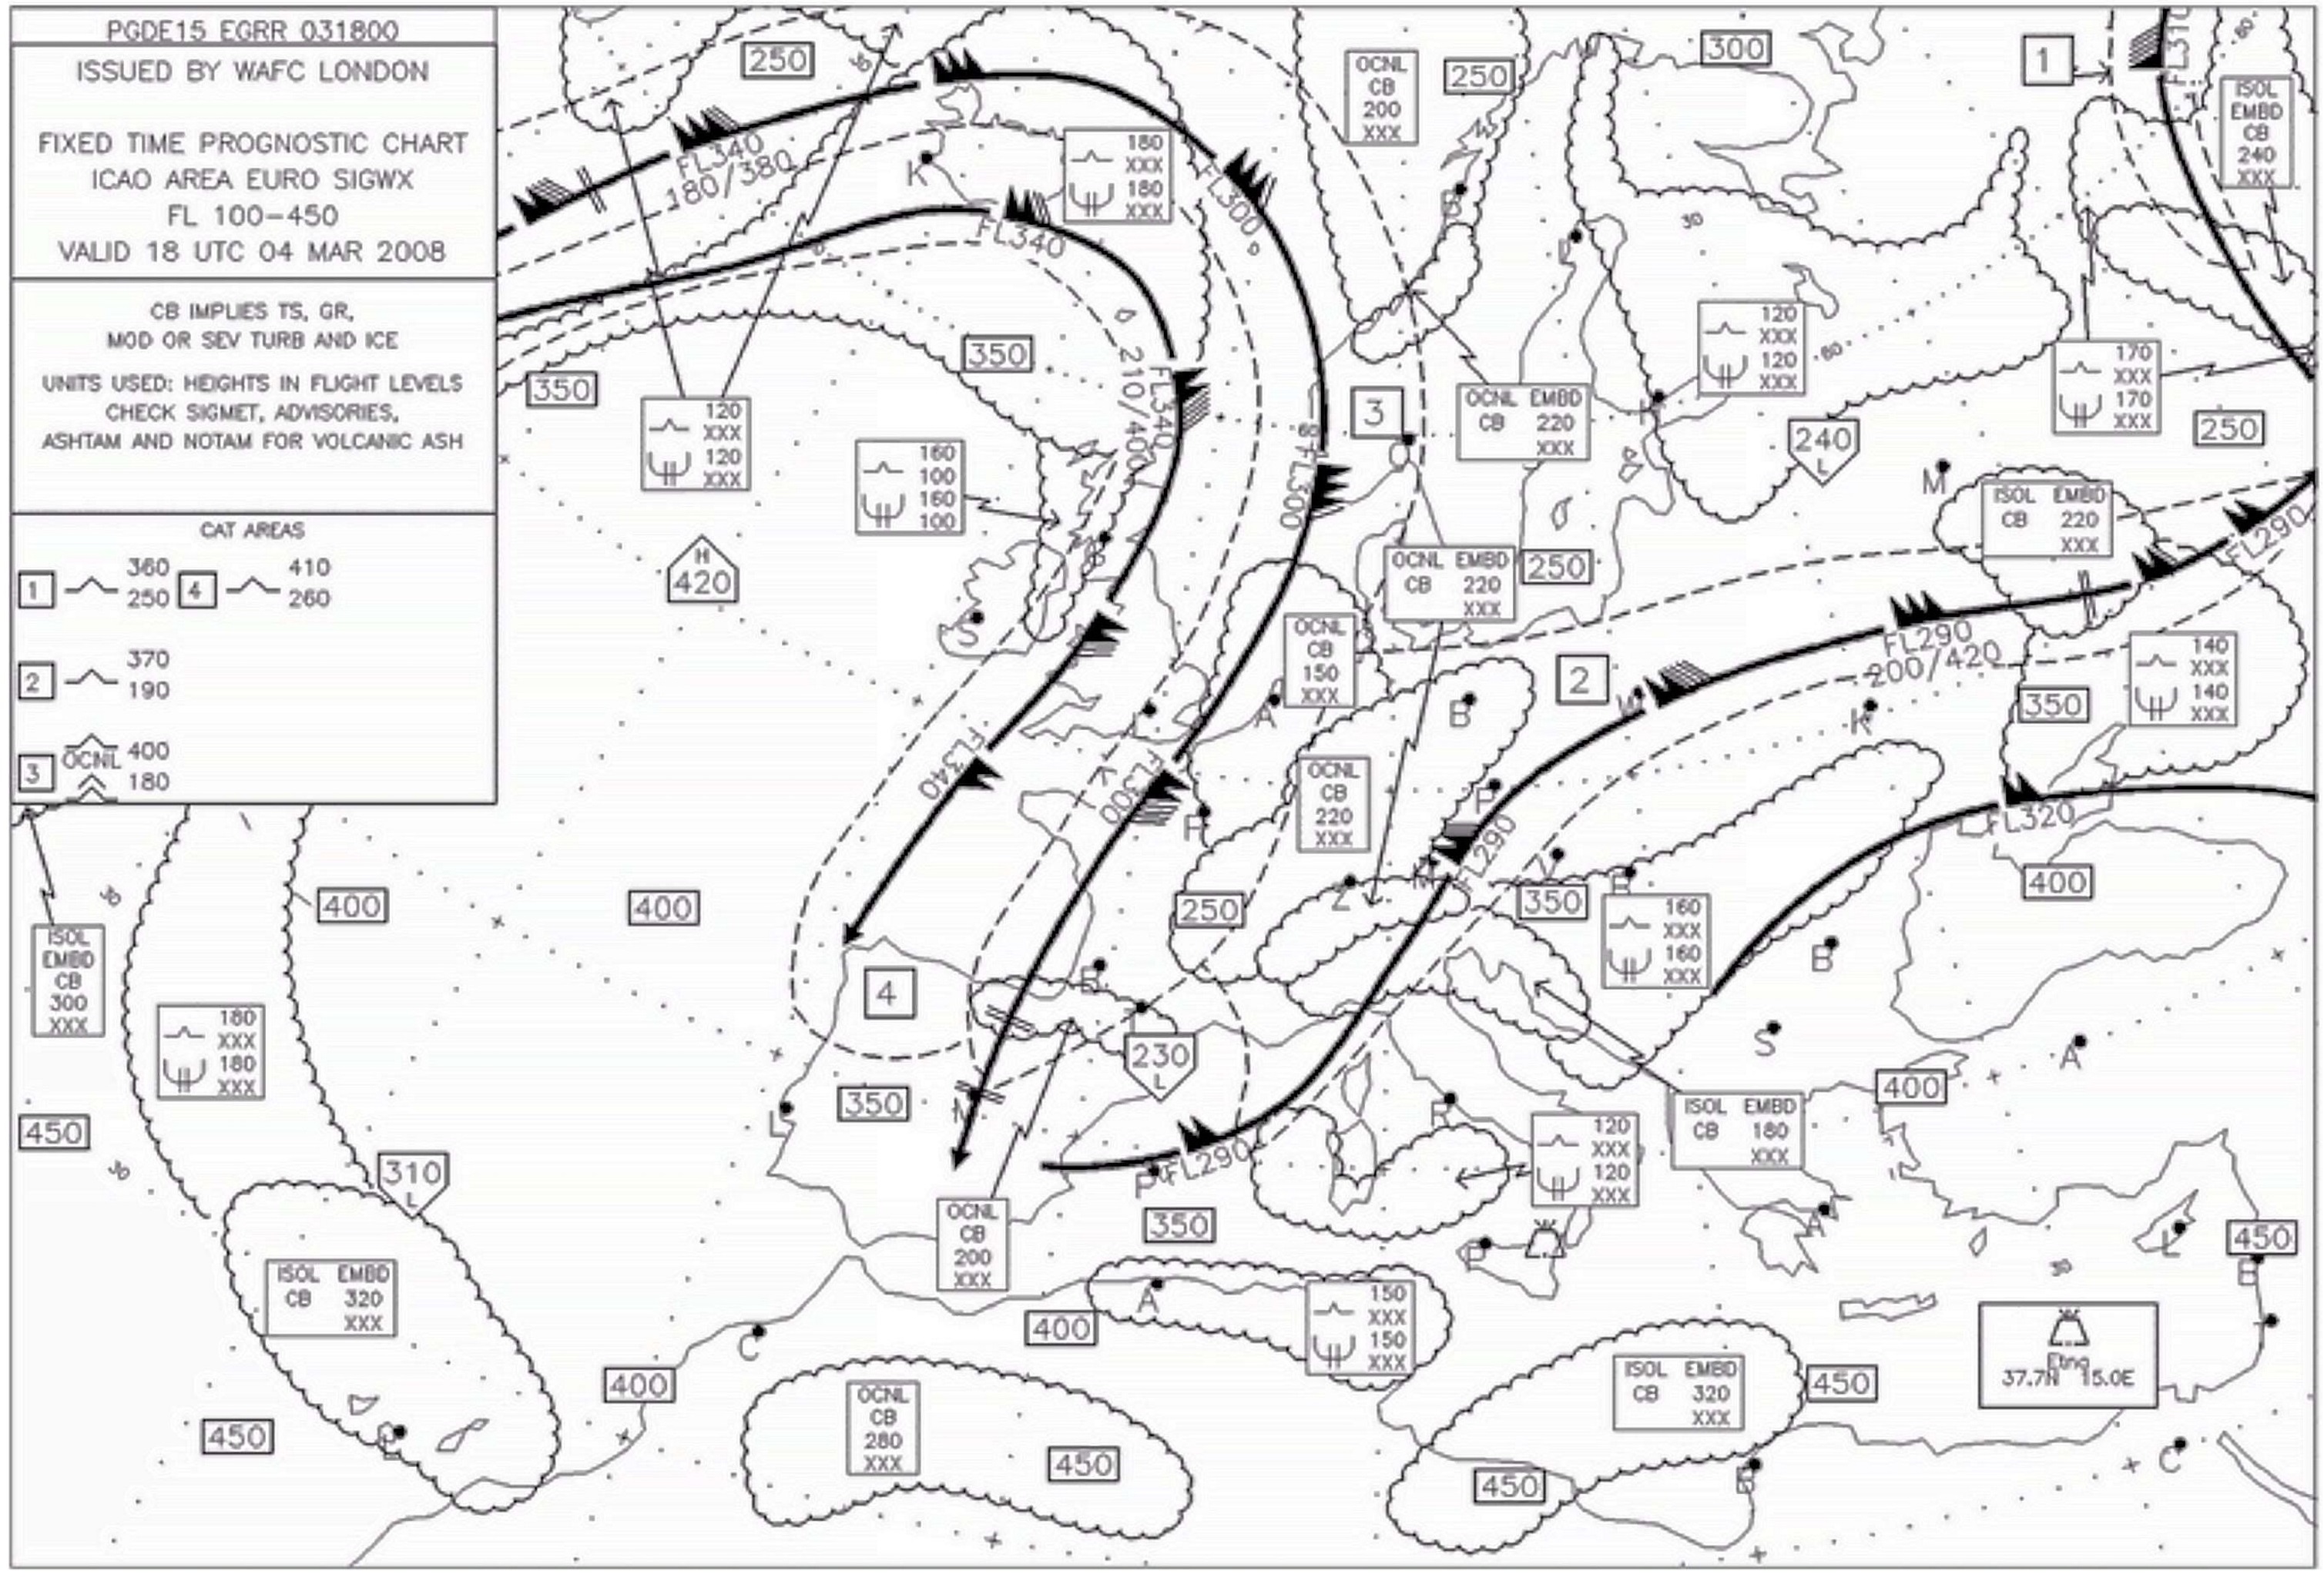 PGDE15 EGRR 031800
ISSUED BY WAFC LONDON
FIXED TIME PROGNOSTIC CHART
ICAO AREA EURO SIGWX
FL 100-450
VALID 18 UTC 04 MAR 2008
CB IMPLIES TS, GR,
MOD OR SEV TURB AND ICE
UNITS USED: HEIGHTS IN FLIGHT LEVELS
CHECK SIGMET, ADVISORIES,
ASHTAM AND NOTAM FOR VOLCANIC ASH
CAT AREAS
1 360
250
4 410
260
2 370
190
3 OCNL 400
180
250
FL340
180/380
K
FL340
180
XXX
180
XXX
FL300
OCNL
CB
200
XXX
250
300
1
FL310
60
ISOL
EMBD
CB
240
XXX
30
350
350
120
XXX
120
XXX
160
100
160
100
FL340
210/400
3
OCNL EMBD
CB 220
XXX
120
XXX
120
XXX
60
240
L
170
XXX
170
XXX
250
M
ISOL EMBD
CB 220
XXX
FL290
H
420
S
FL300
60
OCNL EMBD
CB 220
XXX
250
OCNL
CB
150
XXX
A
B
2
FL290
200/420
K
350
140
XXX
140
XXX
FL340
FL300
P
OCNL
CB
220
XXX
P
FL290
FL320
400
400
400
250
Z
350
B
160
XXX
160
XXX
B
ISOL
EMBD
CB
300
XXX
30
180
XXX
180
XXX
450
30
4
B
230
L
350
L
M
S
A
400
ISOL EMBD
CB 180
XXX
310
L
P
FL290
350
R
120
XXX
120
XXX
P
A
L
450
B
30
ISOL EMBD
CB 320
XXX
OCNL
CB
200
XXX
A
400
150
XXX
150
XXX
C
400
450
OCNL
CB
280
XXX
450
ISOL EMBD
CB 320
XXX
450
450
Etna
37.7N 15.0E
C